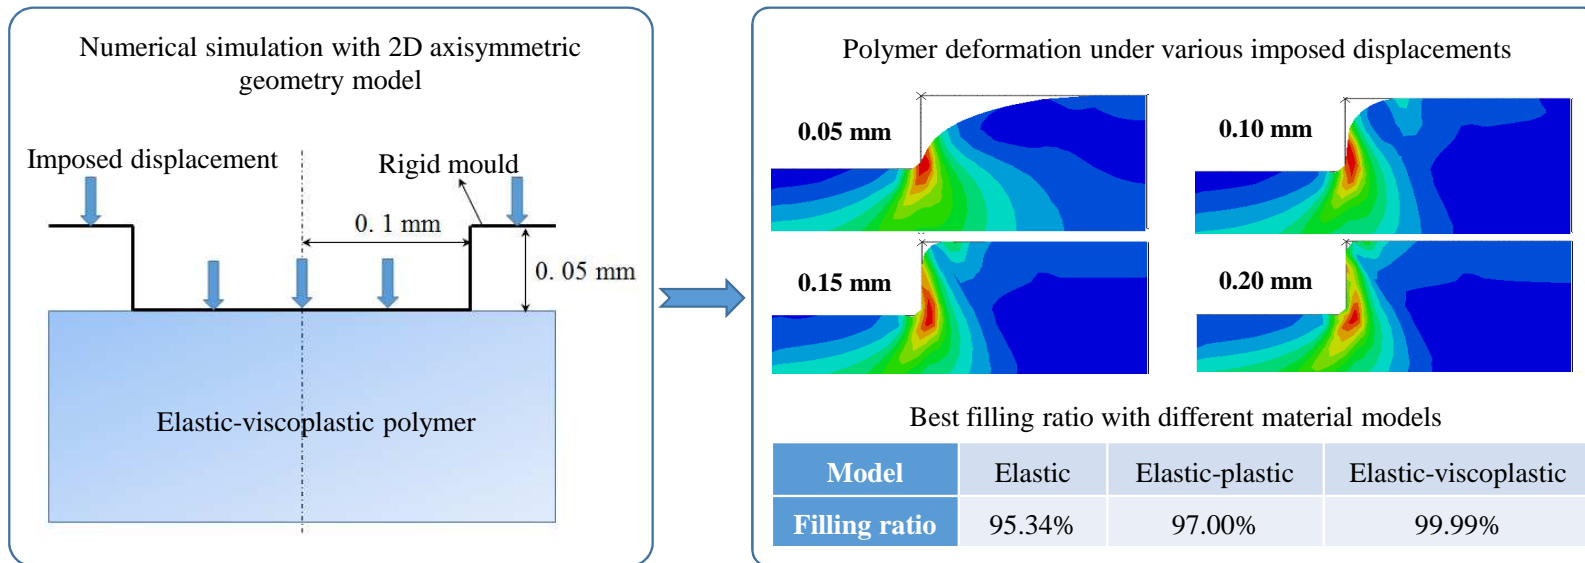 Numerical simulation with 2D axisymmetric
geometry model
Imposed displacement
Rigid mould
0. 1 mm
0. 05 mm
Elastic-viscoplastic polymer
Polymer deformation under various imposed displacements
0.05 mm
0.10 mm
0.15 mm
0.20 mm
Best filling ratio with different material models
Model Elastic Elastic-plastic Elastic-viscoplastic
Filling ratio 95.34% 97.00% 99.99%